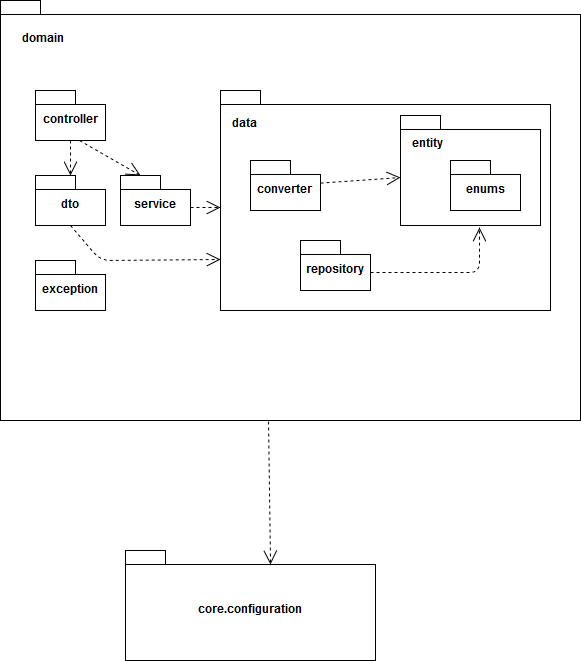 domain
controller
data
entity
converter
enums
dto
service
repository
exception
core.configuration